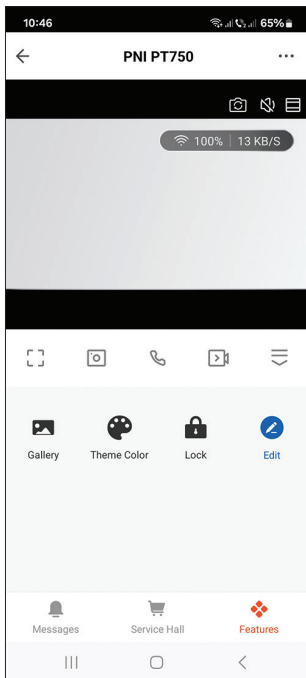 10:46 65%
PNI PT750
100% 13 KB/S
Gallery Theme Color Lock Edit
Messages Service Hall Features